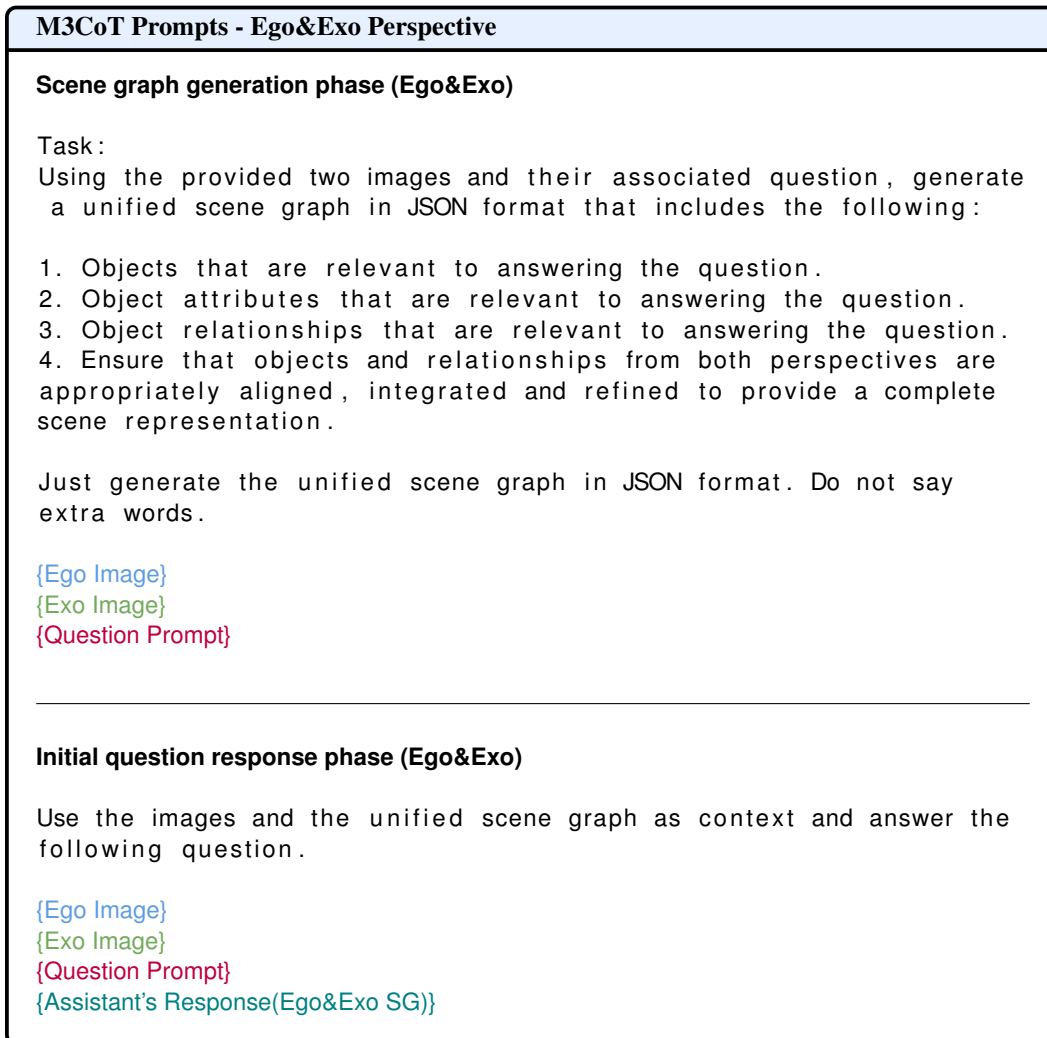 M3CoT Prompts - Ego&Exo Perspective
Scene graph generation phase (Ego&Exo)
Task:
Using the provided two images and their associated question, generate
a unified scene graph in JSON format that includes the following:
1. Objects that are relevant to answering the question.
2. Object attributes that are relevant to answering the question.
3. Object relationships that are relevant to answering the question.
4. Ensure that objects and relationships from both perspectives are
appropriately aligned, integrated and refined to provide a complete
scene representation.
Just generate the unified scene graph in JSON format. Do not say
extra words.
{Ego Image}
{Exo Image}
{Question Prompt}
Initial question response phase (Ego&Exo)
Use the images and the unified scene graph as context and answer the
following question.
{Ego Image}
{Exo Image}
{Question Prompt}
{Assistant's Response(Ego&Exo SG)}